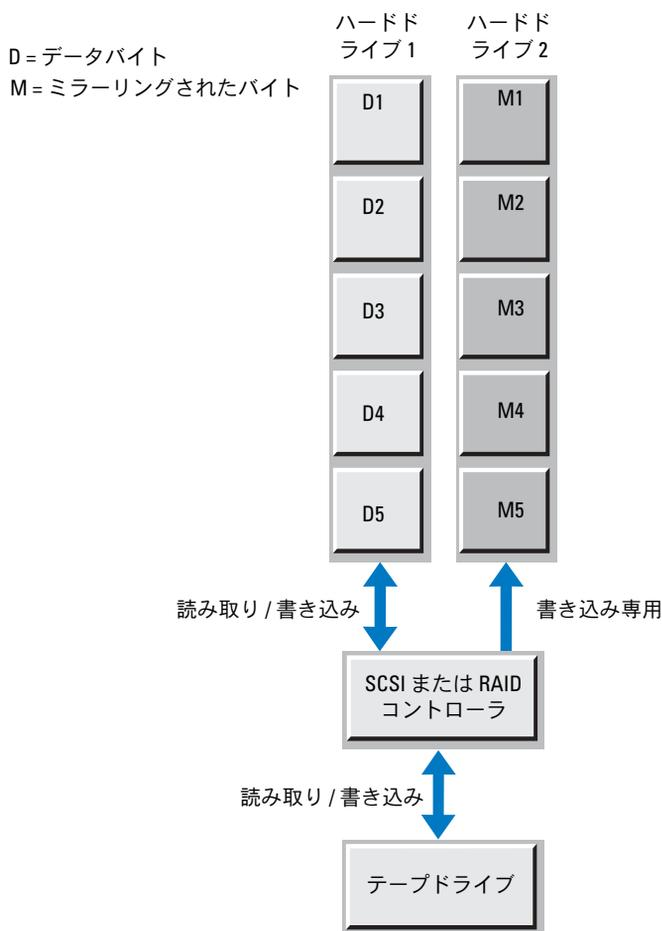 D = データバイト
M = ミラーリングされたバイト
ハードド
ライブ 1
ハードド
ライブ 2
D1
M1
D2
M2
D3
M3
D4
M4
D5
M5
読み取り / 書き込み
書き込み専用
SCSI または RAID
コントローラ
読み取り / 書き込み
テープドライブ